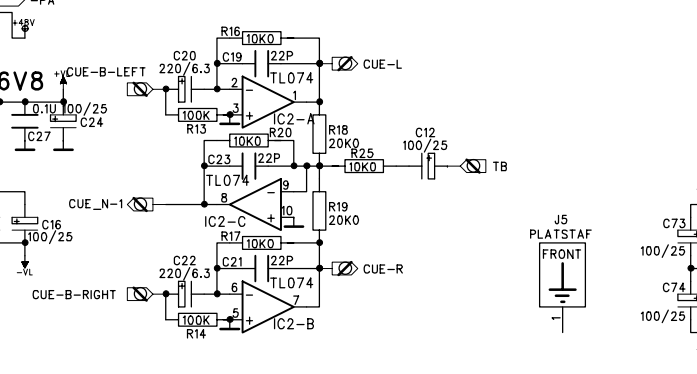 -PA
+48V
R16
10K0
C20
220/6.3
C19
22P
CUE-L
6V8
+V
CUE-B-LEFT
TL074
2
1
3
0.1U
100/25
100K
R13
IC2-A
C27
C24
R20
10K0
R18
20K0
C12
100/25
C23
22P
R25
10K0
TB
TL074
9
8
10
CUE_N-1
IC2-C
R19
20K0
C16
100/25
-VL
R17
10K0
C22
220/6.3
C21
22P
CUE-R
TL074
CUE-B-RIGHT
6
7
5
100K
R14
IC2-B
J5
PLATSTAF
FRONT
1
C73
100/25
C74
100/25